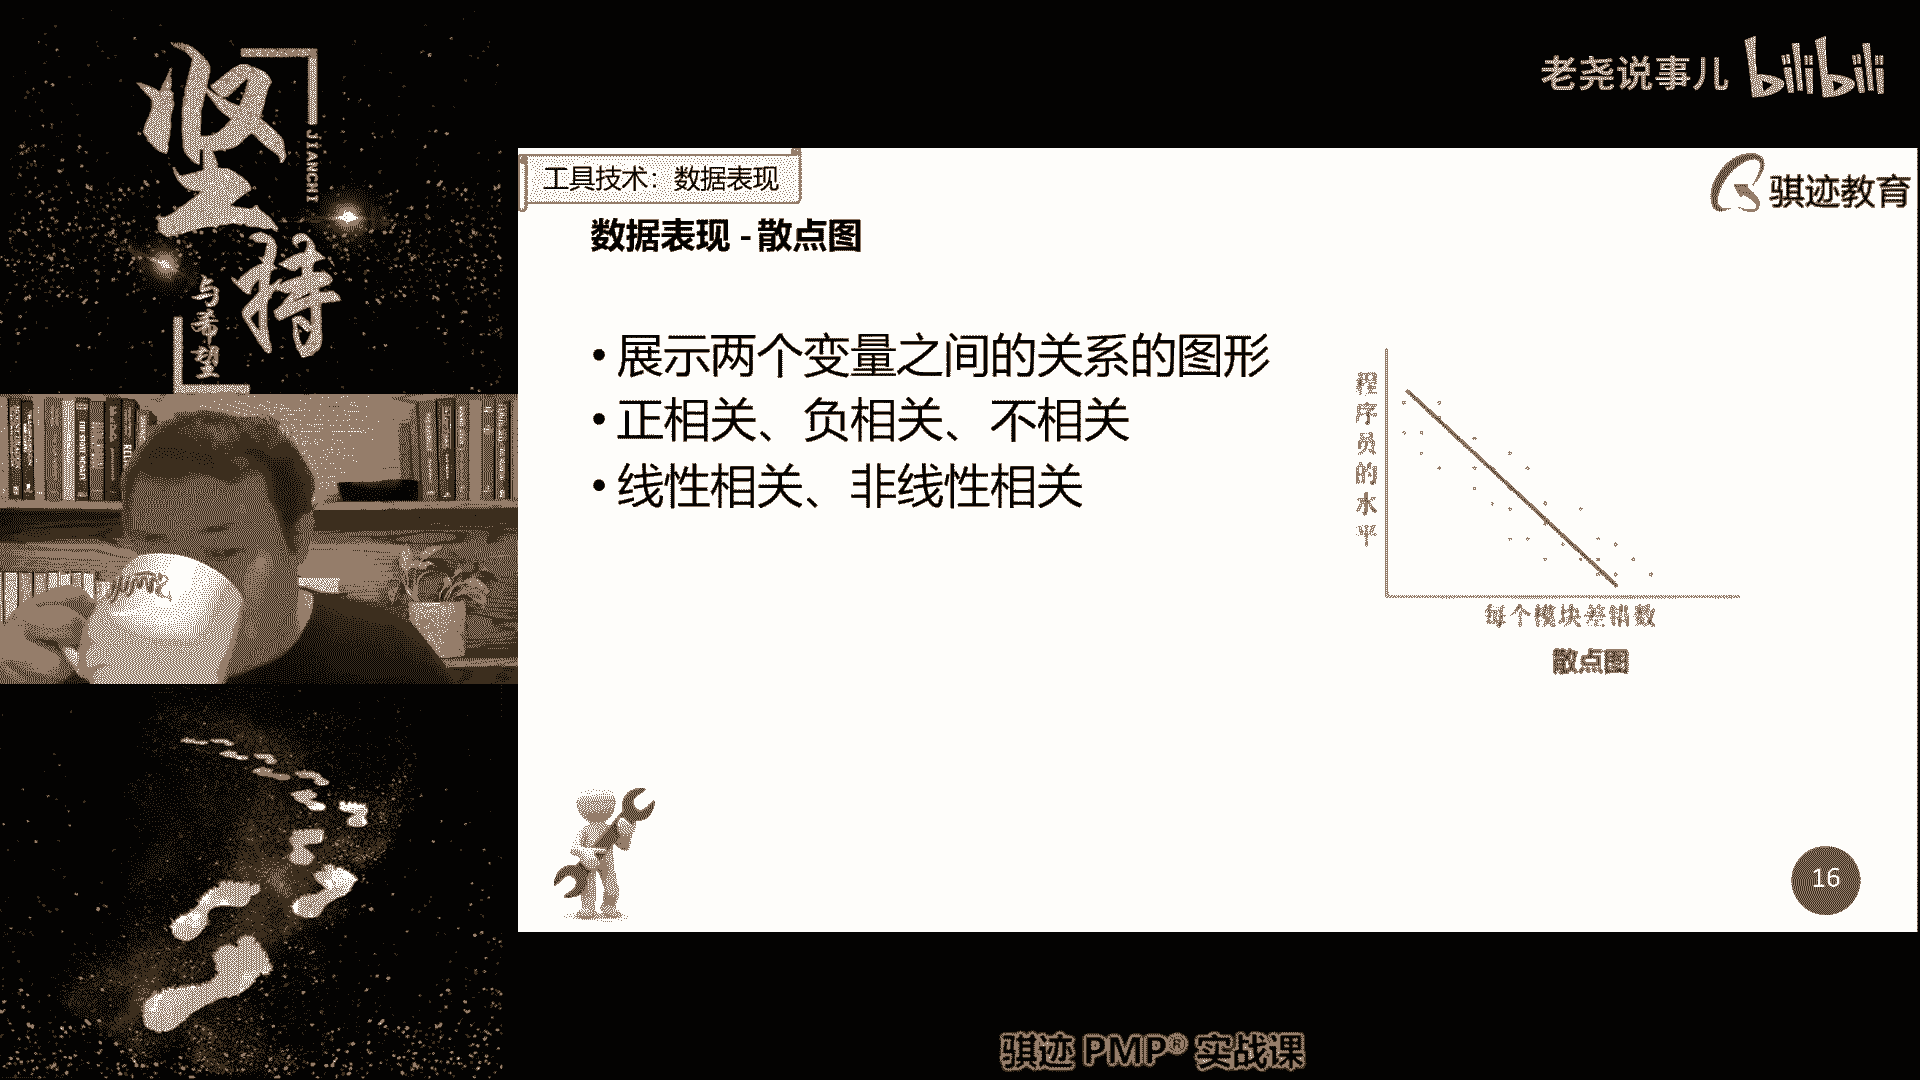 坚持
JIANCHI
与希望
老尧说事儿 bilibili
工具技术：数据表现
骐迹教育
数据表现 - 散点图
• 展示两个变量之间的关系的图形
• 正相关、负相关、不相关
• 线性相关、非线性相关
程序员的水平
每个模块差错数
散点图
16
骐迹 PMP® 实战课